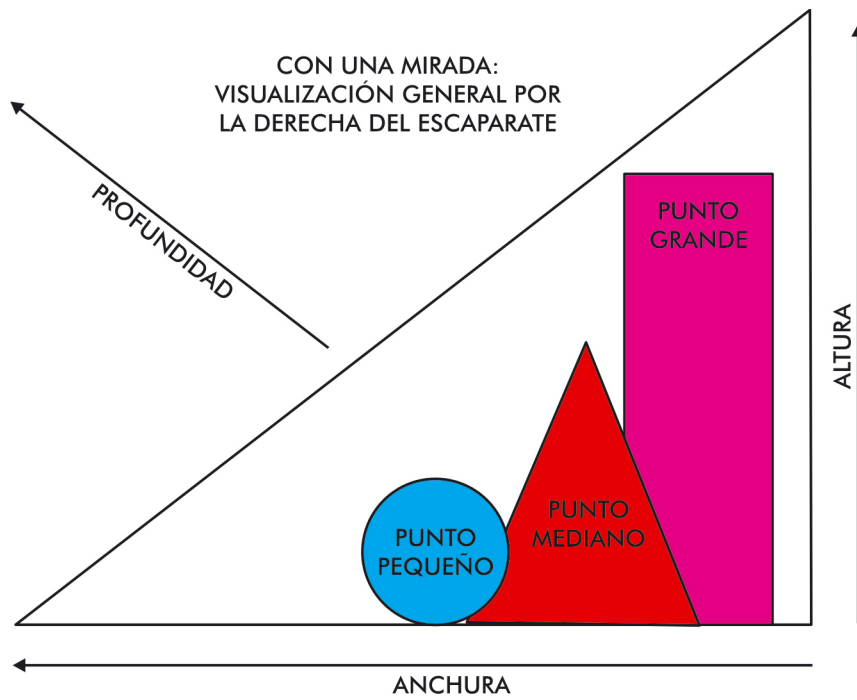 CON UNA MIRADA:
VISUALIZACIÓN GENERAL POR
LA DERECHA DEL ESCAPARATE
PROFUNDIDAD
PUNTO
GRANDE
ALTURA
PUNTO
MEDIANO
PUNTO
PEQUEÑO
ANCHURA